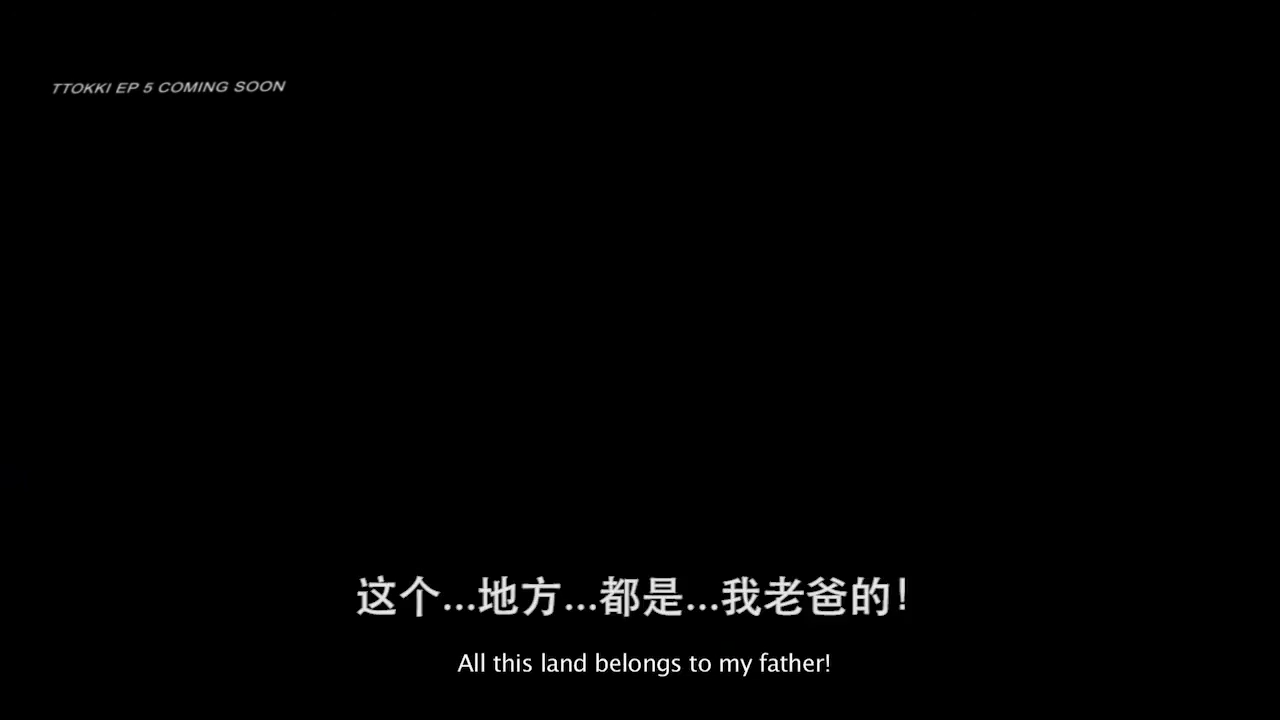 TTOKKI EP 5 COMING SOON
这个...地方...都是...我老爸的!
All this land belongs to my father!